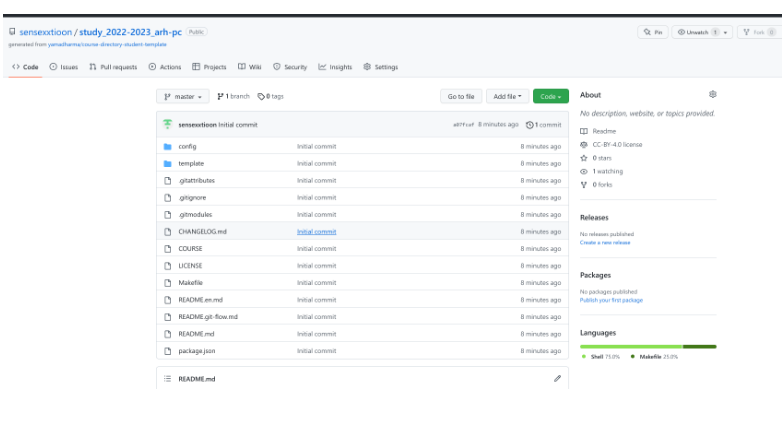 sensexxtioon / study_2022-2023_arh-pc Public
Pin Unwatch 1 Fork 0
generated from yamadharma/course-directory-student-template
Code Issues Pull requests Actions Projects Wiki Security Insights Settings
master 1 branch 0 tags Go to file Add file Code
sensexxtioon Initial commit 8 minutes ago 1 commit
config Initial commit 8 minutes ago
template Initial commit 8 minutes ago
.gitattributes Initial commit 8 minutes ago
.gitignore Initial commit 8 minutes ago
.gitmodules Initial commit 8 minutes ago
CHANGELOG.md Initial commit 8 minutes ago
COURSE Initial commit 8 minutes ago
LICENSE Initial commit 8 minutes ago
Makefile Initial commit 8 minutes ago
README.en.md Initial commit 8 minutes ago
README.git-flow.md Initial commit 8 minutes ago
README.md Initial commit 8 minutes ago
package.json Initial commit 8 minutes ago
README.md
About
No description, website, or topics provided.
Readme
CC-BY-4.0 license
0 stars
1 watching
0 forks
Releases
No releases published
Create a new release
Packages
No packages published
Publish your first package
Languages
Shell 75.0% Makefile 25.0%